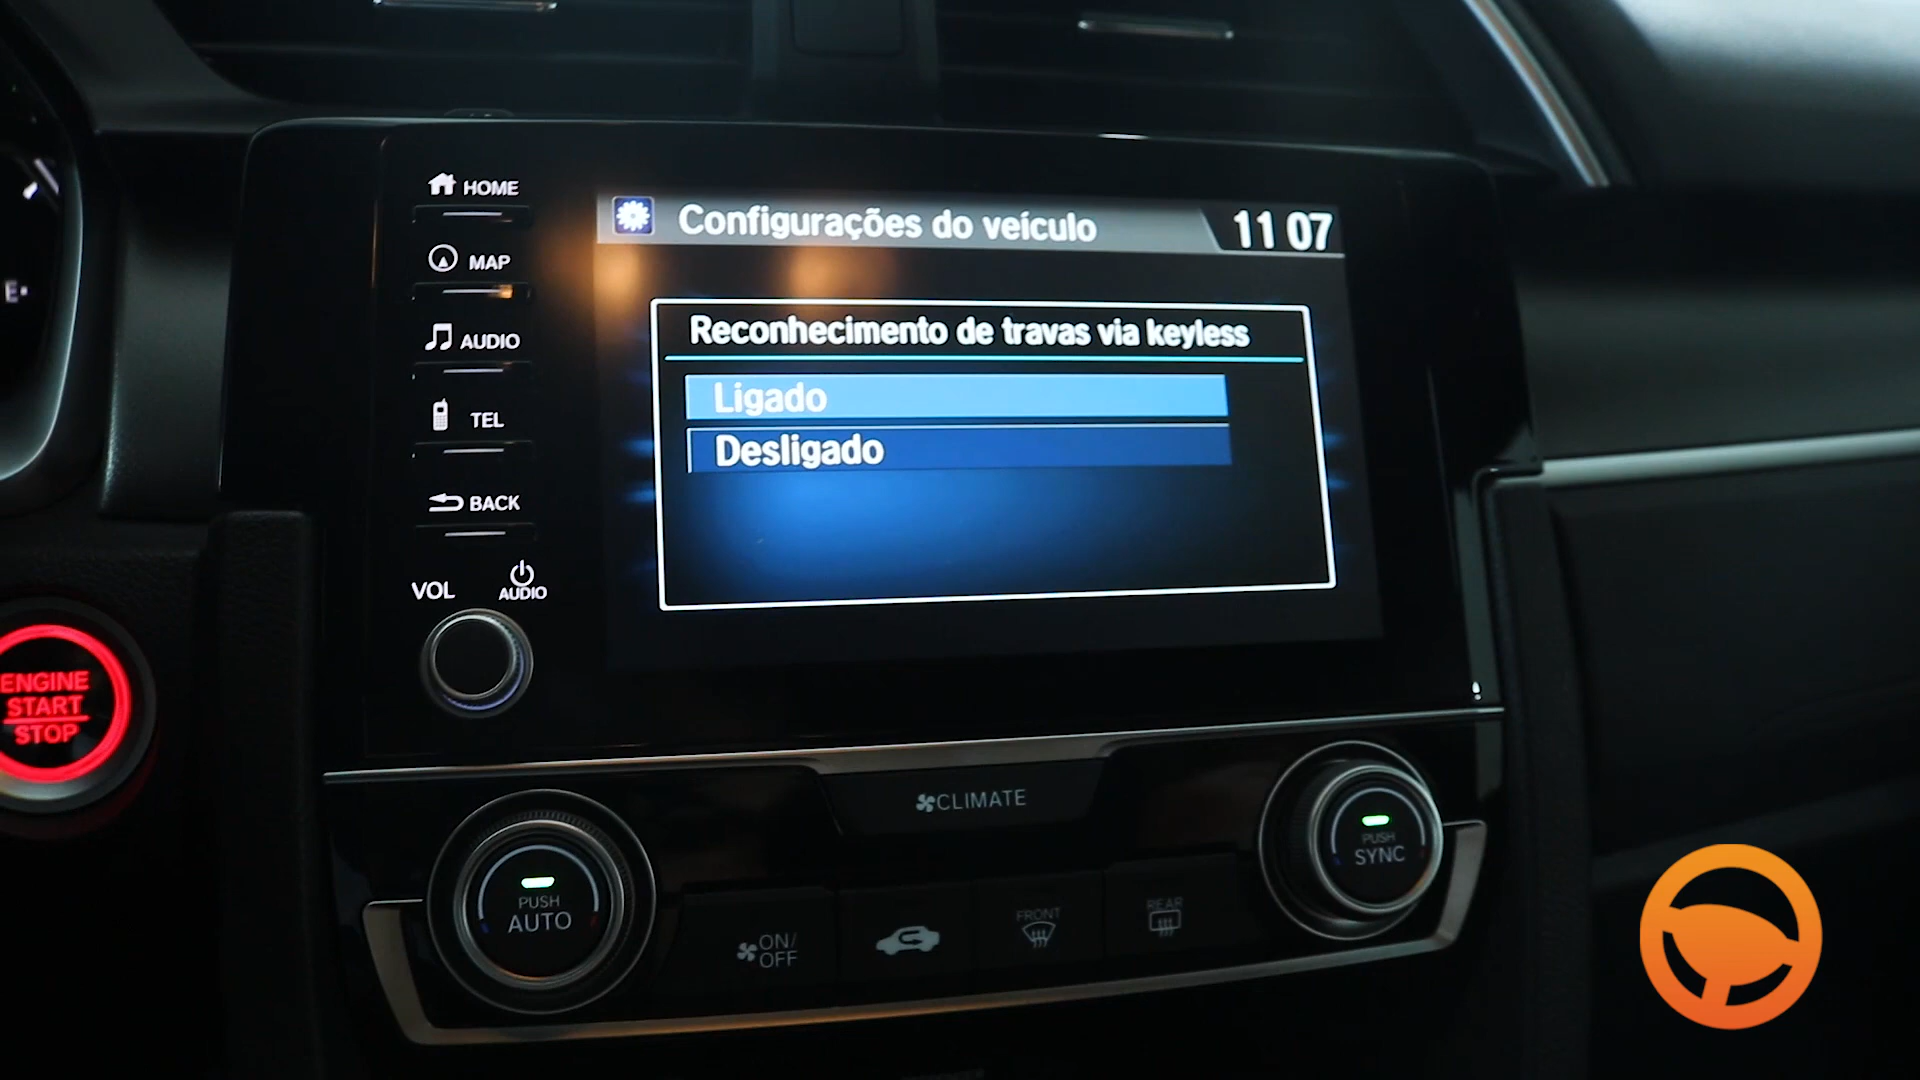 HOME
MAP
AUDIO
TEL
BACK
VOL
AUDIO
Configurações do veículo
11 07
Reconhecimento de travas via keyless
Ligado
Desligado
E
ENGINE
START
STOP
CLIMATE
PUSH
AUTO
ON/
OFF
FRONT
REAR
PUSH
SYNC